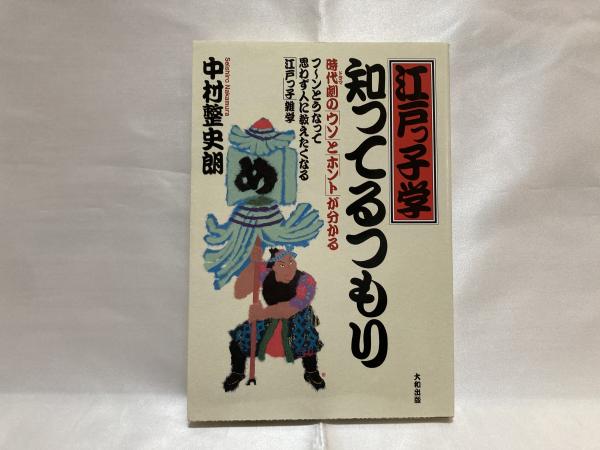 江戸っ子学
知ってるつもり
時代劇の「ウソ」と「ホント」が分かる
フ〜ンとうなって
思わず人に教えたくなる
「江戸っ子」雑学
中村整史朗
Seishiro Nakamura
め
大和出版